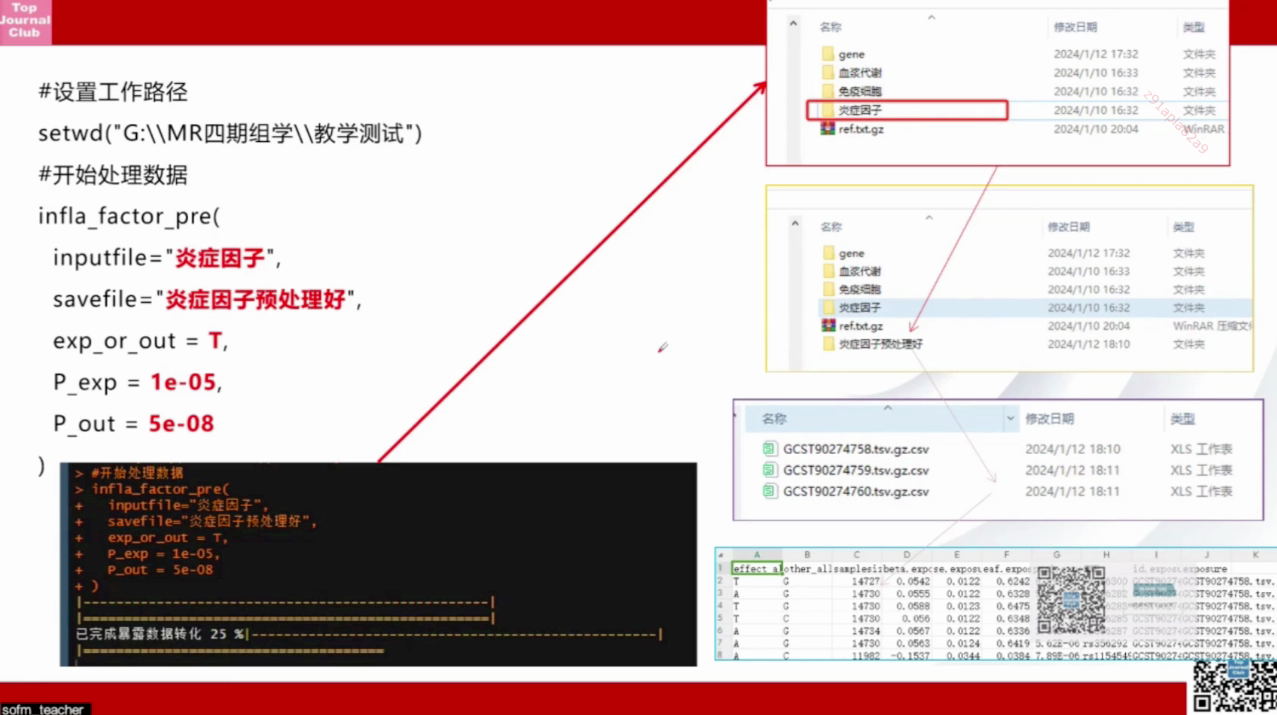 Top
Journal
Club
#设置工作路径
setwd("G:\\MR四期组学\\教学测试")
#开始处理数据
infla_factor_pre(
inputfile="炎症因子",
savefile="炎症因子预处理好",
exp_or_out = T,
P_exp = 1e-05,
P_out = 5e-08
)
> #开始处理数据
> infla_factor_pre(
+ inputfile="炎症因子",
+ savefile="炎症因子预处理好",
+ exp_or_out = T,
+ P_exp = 1e-05,
+ P_out = 5e-08
+ )
已完成暴露数据转化 25 %
名称 修改日期 类型
gene 2024/1/12 17:32 文件夹
血浆代谢 2024/1/10 16:33 文件夹
免疫细胞 2024/1/10 16:32 文件夹
炎症因子 2024/1/10 16:32 文件夹
ref.txt.gz 2024/1/10 20:04 WinRAR
z91apla82a9
名称 修改日期 类型
gene 2024/1/12 17:32 文件夹
血浆代谢 2024/1/10 16:33 文件夹
免疫细胞 2024/1/10 16:32 文件夹
炎症因子 2024/1/10 16:32 文件夹
ref.txt.gz 2024/1/10 20:04 WinRAR 压缩文件
炎症因子预处理好 2024/1/12 18:10 文件夹
名称 修改日期 类型
GCST90274758.tsv.gz.csv 2024/1/12 18:10 XLS 工作表
GCST90274759.tsv.gz.csv 2024/1/12 18:11 XLS 工作表
GCST90274760.tsv.gz.csv 2024/1/12 18:11 XLS 工作表
A B C D E F G H I J K
1 effect_al other_all samplesiz beta.expos se.exposu eaf.expos id.exposu exposure
2 T G 14727 0.0542 0.0122 0.6242 GCST90274758.tsv.
3 A G 14730 0.0555 0.0122 0.6328 GCST90274758.tsv.
4 T G 14730 0.0588 0.0123 0.6475 GCST90274758.tsv.
5 T C 14730 0.056 0.0122 0.6348 GCST90274758.tsv.
6 A G 14734 0.0567 0.0122 0.6336 GCST90274758.tsv.
7 A G 14730 0.0563 0.0124 0.6419 5.62E-06 rs356292 GCST90274758.tsv.
8 A C 11982 -0.1537 0.0344 0.0384 7.89E-06 rs1154549 GCST90274758.tsv.
sofm_teacher